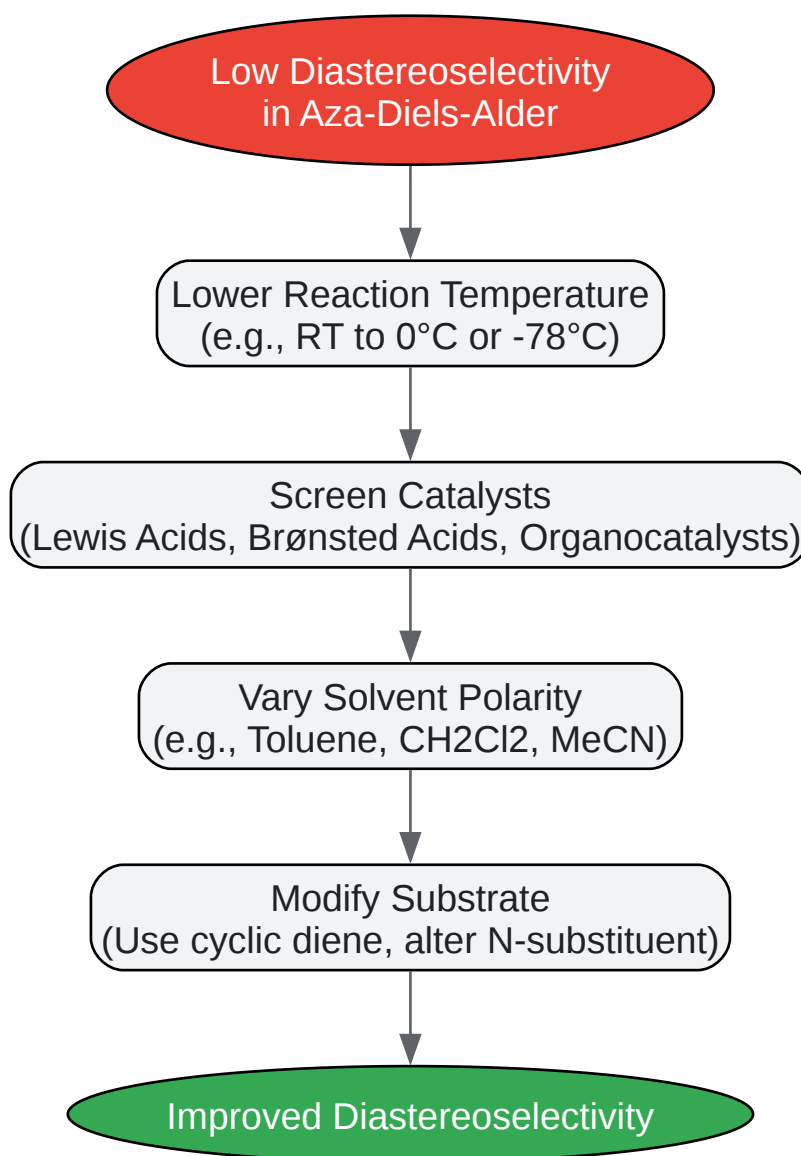 Low Diastereoselectivity
in Aza-Diels-Alder
Lower Reaction Temperature
(e.g., RT to 0°C or -78°C)
Screen Catalysts
(Lewis Acids, Brønsted Acids, Organocatalysts)
Vary Solvent Polarity
(e.g., Toluene, CH2Cl2, MeCN)
Modify Substrate
(Use cyclic diene, alter N-substituent)
Improved Diastereoselectivity